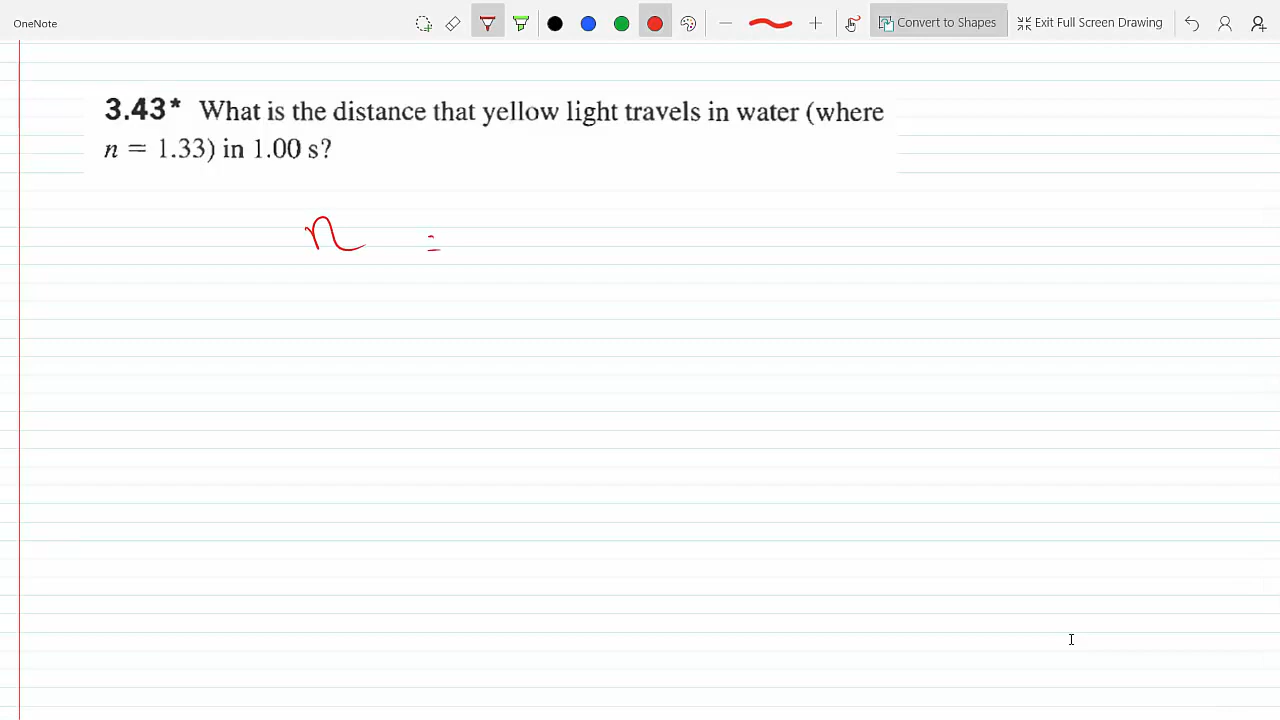 OneNote
Convert to Shapes
Exit Full Screen Drawing
3.43* What is the distance that yellow light travels in water (where
n = 1.33) in 1.00 s?
n =